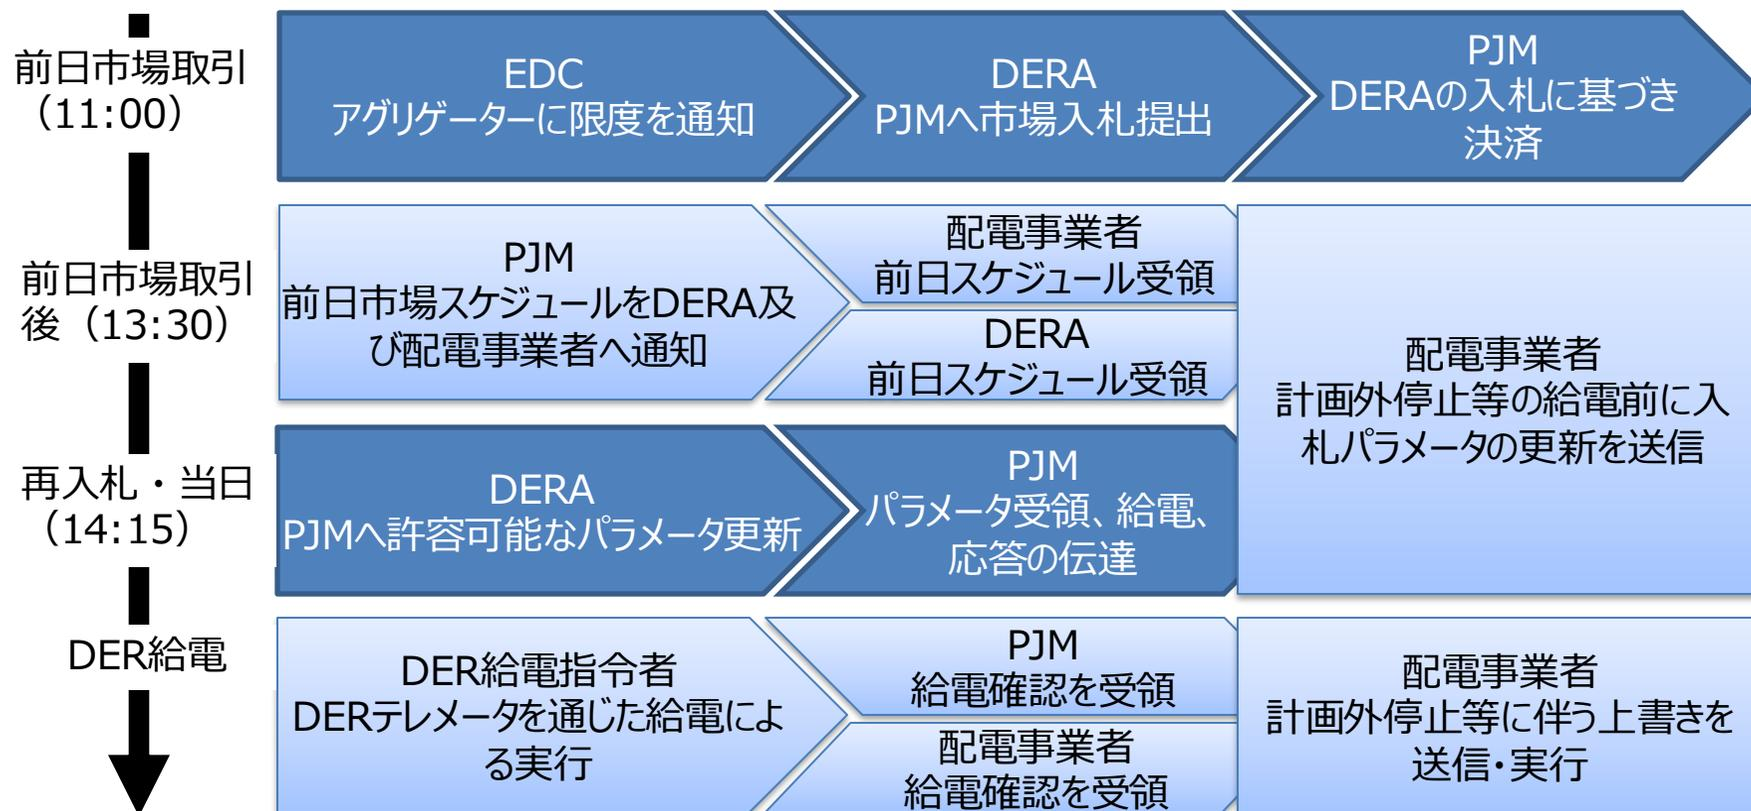 前日市場取引
（11:00）
EDC
アグリゲーターに限度を通知
DERA
PJMへ市場入札提出
PJM
DERAの入札に基づき
決済
前日市場取引
後（13:30）
PJM
前日市場スケジュールをDERA及
び配電事業者へ通知
配電事業者
前日スケジュール受領
DERA
前日スケジュール受領
配電事業者
計画外停止等の給電前に入
札パラメータの更新を送信
再入札・当日
（14:15）
DERA
PJMへ許容可能なパラメータ更新
PJM
パラメータ受領、給電、
応答の伝達
DER給電
DER給電指令者
DERテレメータを通じた給電によ
る実行
PJM
給電確認を受領
配電事業者
給電確認を受領
配電事業者
計画外停止等に伴う上書きを
送信・実行